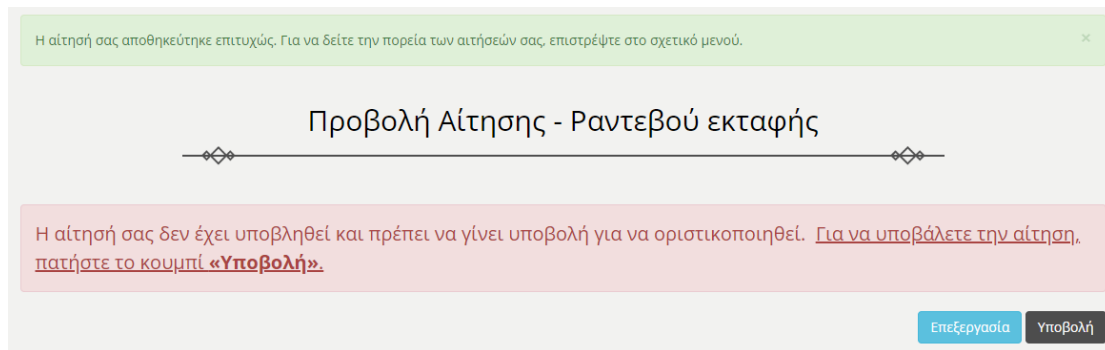 Η αίτησή σας αποθηκεύτηκε επιτυχώς. Για να δείτε την πορεία των αιτήσεών σας, επιστρέψτε στο σχετικό μενού. ×
Προβολή Αίτησης - Ραντεβού εκταφής
Η αίτησή σας δεν έχει υποβληθεί και πρέπει να γίνει υποβολή για να οριστικοποιηθεί. Για να υποβάλετε την αίτηση,
πατήστε το κουμπί «Υποβολή».
Επεξεργασία Υποβολή